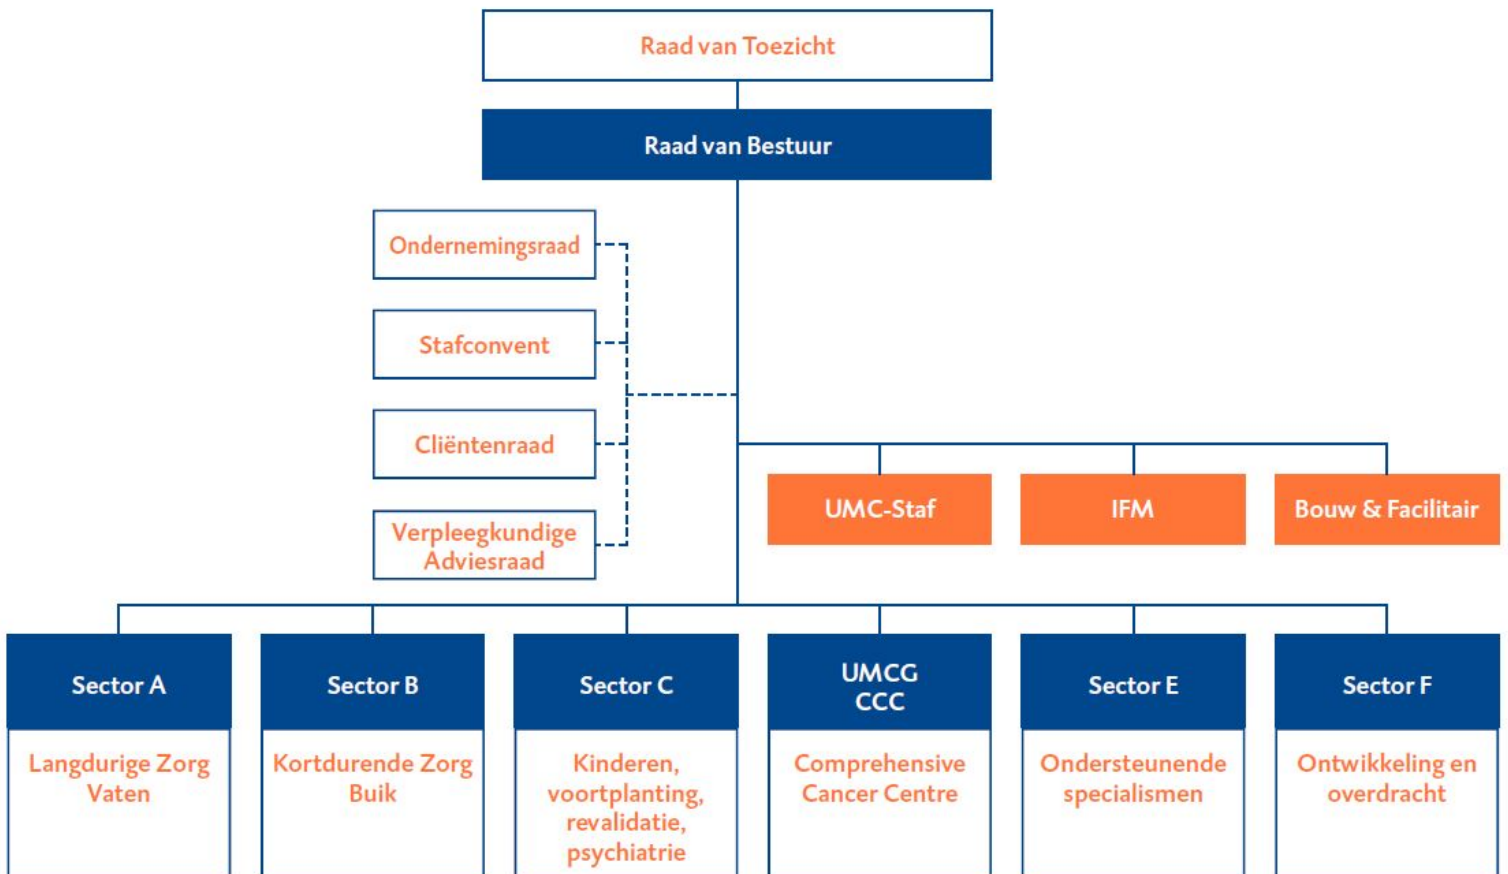 Raad van Toezicht
Raad van Bestuur
Ondernemingsraad
Stafconvent
Cliëntenraad
Verpleegkundige
Adviesraad
UMC-Staf
IFM
Bouw & Facilitair
Sector A
Langdurige Zorg
Vaten
Sector B
Kortdurende Zorg
Buik
Sector C
Kinderen,
voortplanting,
revalidatie,
psychiatrie
UMCG
CCC
Comprehensive
Cancer Centre
Sector E
Ondersteunende
specialismen
Sector F
Ontwikkeling en
overdracht